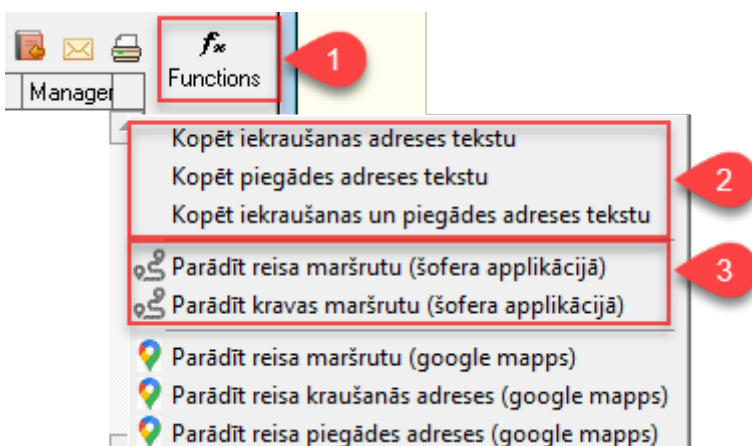 fx
Functions
1
Manager
Kopēt iekraušanas adreses tekstu
Kopēt piegādes adreses tekstu
Kopēt iekraušanas un piegādes adreses tekstu
2
Parādīt reisa maršrutu (šofera applikācijā)
Parādīt kravas maršrutu (šofera applikācijā)
3
Parādīt reisa maršrutu (google mapps)
Parādīt reisa kraušanās adreses (google mapps)
Parādīt reisa piegādes adreses (google mapps)